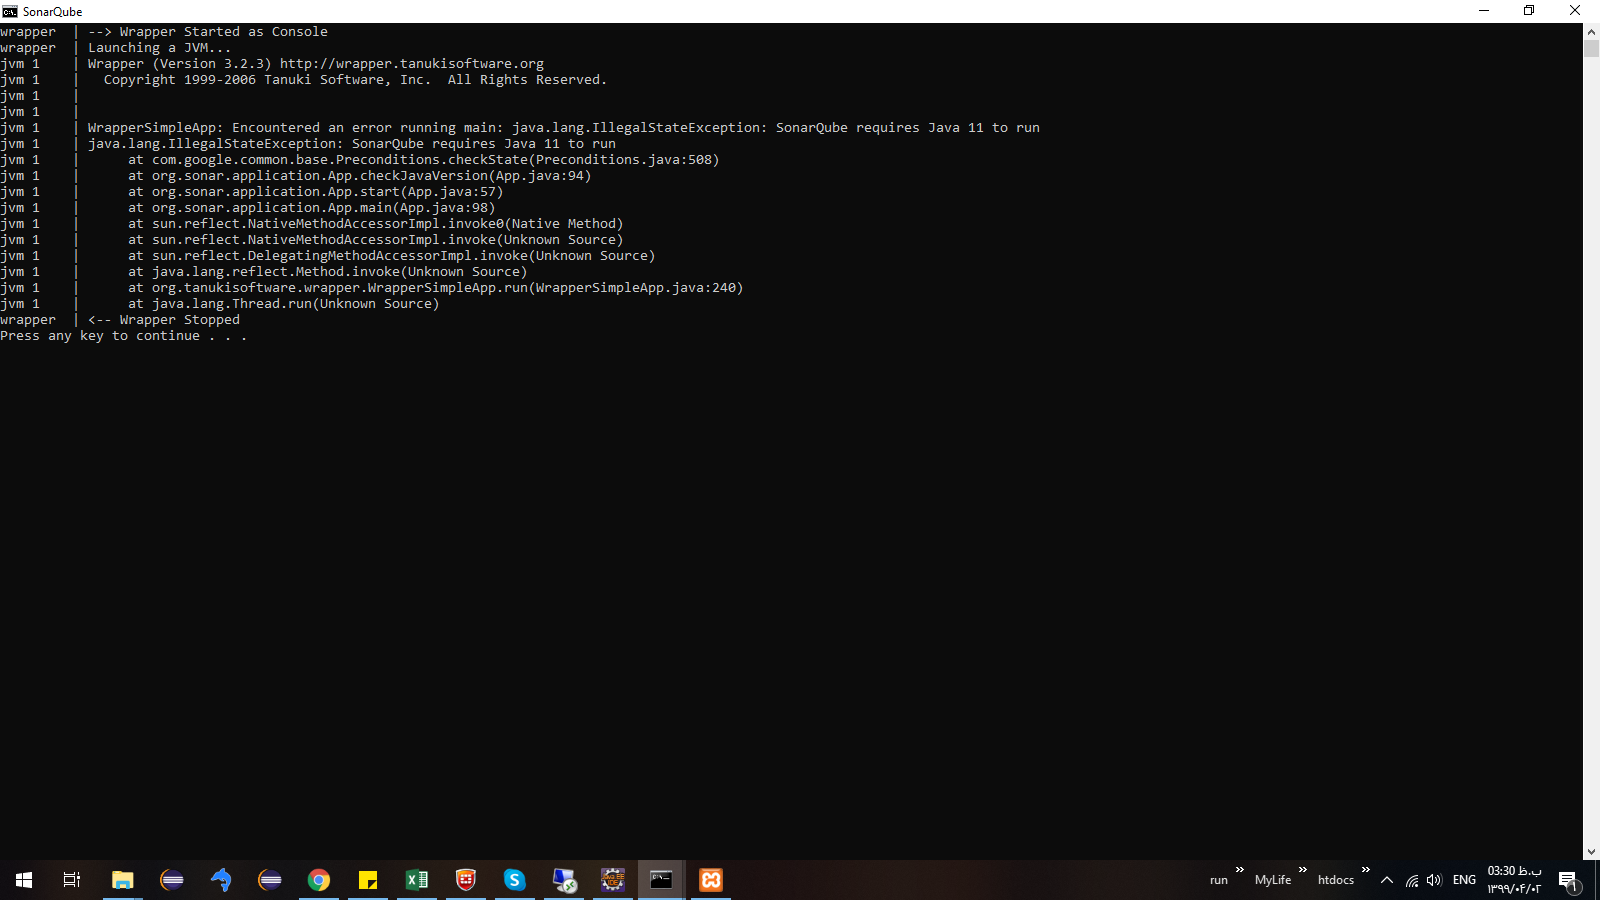 SonarQube
wrapper  | --> Wrapper Started as Console
wrapper  | Launching a JVM...
jvm 1    | Wrapper (Version 3.2.3) http://wrapper.tanukisoftware.org
jvm 1    |   Copyright 1999-2006 Tanuki Software, Inc.  All Rights Reserved.
jvm 1    |
jvm 1    |
jvm 1    | WrapperSimpleApp: Encountered an error running main: java.lang.IllegalStateException: SonarQube requires Java 11 to run
jvm 1    | java.lang.IllegalStateException: SonarQube requires Java 11 to run
jvm 1    |      at com.google.common.base.Preconditions.checkState(Preconditions.java:508)
jvm 1    |      at org.sonar.application.App.checkJavaVersion(App.java:94)
jvm 1    |      at org.sonar.application.App.start(App.java:57)
jvm 1    |      at org.sonar.application.App.main(App.java:98)
jvm 1    |      at sun.reflect.NativeMethodAccessorImpl.invoke0(Native Method)
jvm 1    |      at sun.reflect.NativeMethodAccessorImpl.invoke(Unknown Source)
jvm 1    |      at sun.reflect.DelegatingMethodAccessorImpl.invoke(Unknown Source)
jvm 1    |      at java.lang.reflect.Method.invoke(Unknown Source)
jvm 1    |      at org.tanukisoftware.wrapper.WrapperSimpleApp.run(WrapperSimpleApp.java:240)
jvm 1    |      at java.lang.Thread.run(Unknown Source)
wrapper  | <-- Wrapper Stopped
Press any key to continue . . .
run » MyLife » htdocs » ENG
03:30 ب.ظ
۱۳۹۹/۰۴/۰۲
1